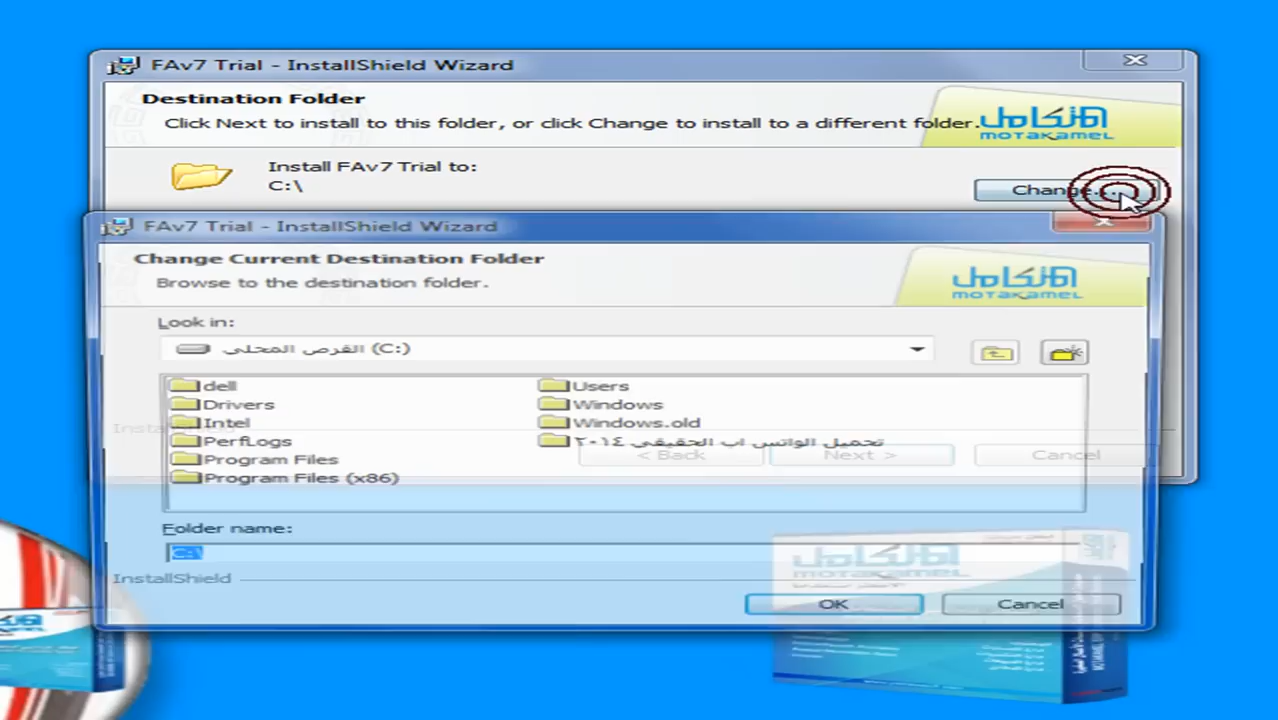 FAv7 Trial - InstallShield Wizard
Destination Folder
Click Next to install to this folder, or click Change to install to a different folder.
المتكامل
MOTAKAMEL
Install FAv7 Trial to:
C:\
Change...
FAv7 Trial - InstallShield Wizard
Change Current Destination Folder
Browse to the destination folder.
المتكامل
MOTAKAMEL
Look in:
القرص المحلي (C:)
dell
Users
Drivers
Windows
Intel
Windows.old
PerfLogs
تحميل الواتس اب الحقيقي ٢٠١٤
Program Files
Program Files (x86)
< Back
Next >
Cancel
Folder name:
C:\
InstallShield
OK
Cancel
المتكامل
MOTAKAMEL